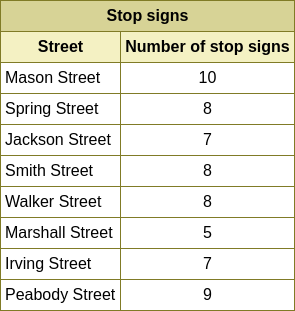 Stop signs
Street Number of stop signs
Mason Street 10
Spring Street 8
Jackson Street 7
Smith Street 8
Walker Street 8
Marshall Street 5
Irving Street 7
Peabody Street 9